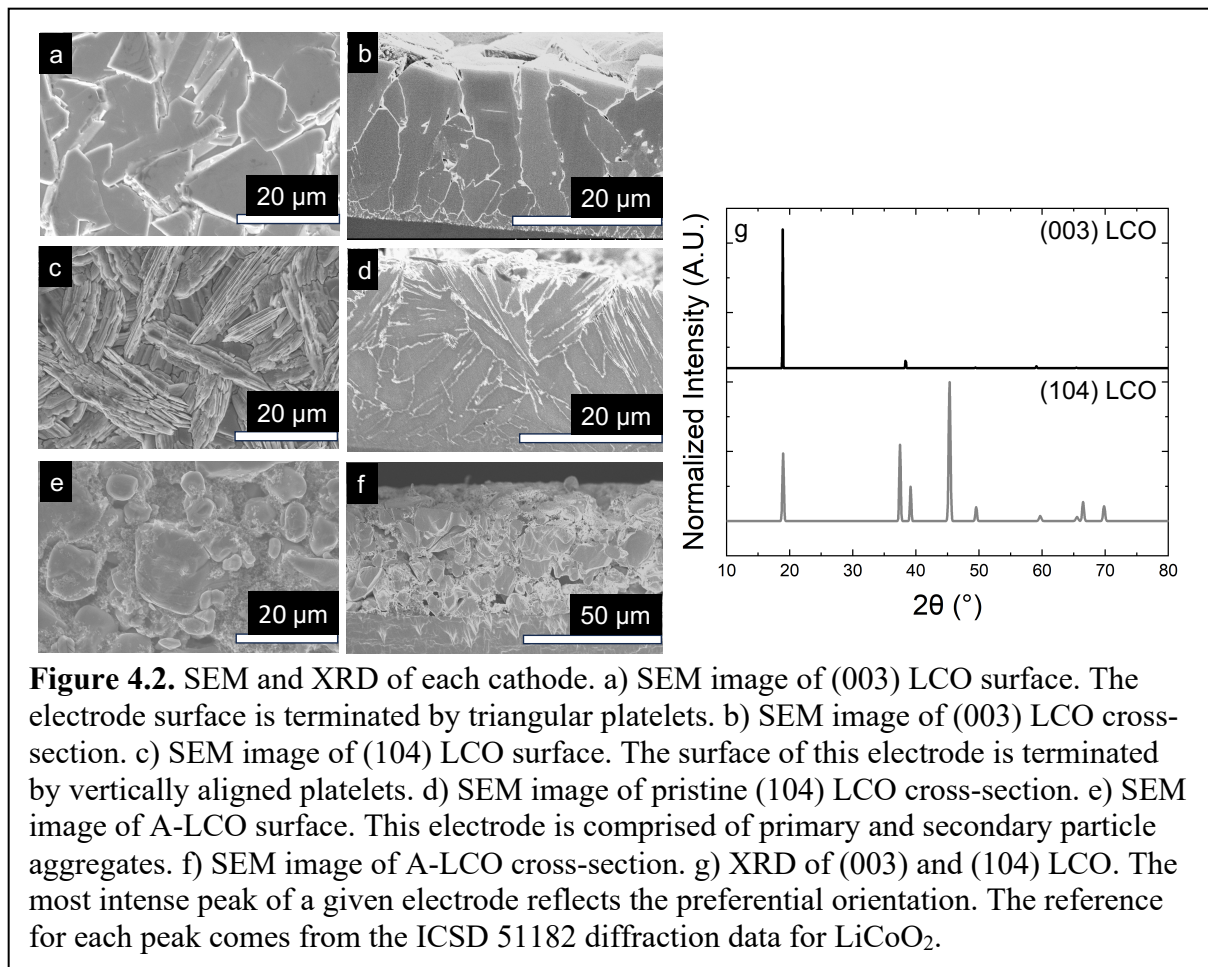 a
b
20 µm
20 µm
c
d
20 µm
20 µm
e
f
20 µm
50 µm
g
(003) LCO
(104) LCO
Normalized Intensity (A.U.)
10 20 30 40 50 60 70 80
2θ (°)
Figure 4.2. SEM and XRD of each cathode. a) SEM image of (003) LCO surface. The
electrode surface is terminated by triangular platelets. b) SEM image of (003) LCO cross-
section. c) SEM image of (104) LCO surface. The surface of this electrode is terminated
by vertically aligned platelets. d) SEM image of pristine (104) LCO cross-section. e) SEM
image of A-LCO surface. This electrode is comprised of primary and secondary particle
aggregates. f) SEM image of A-LCO cross-section. g) XRD of (003) and (104) LCO. The
most intense peak of a given electrode reflects the preferential orientation. The reference
for each peak comes from the ICSD 51182 diffraction data for LiCoO₂.